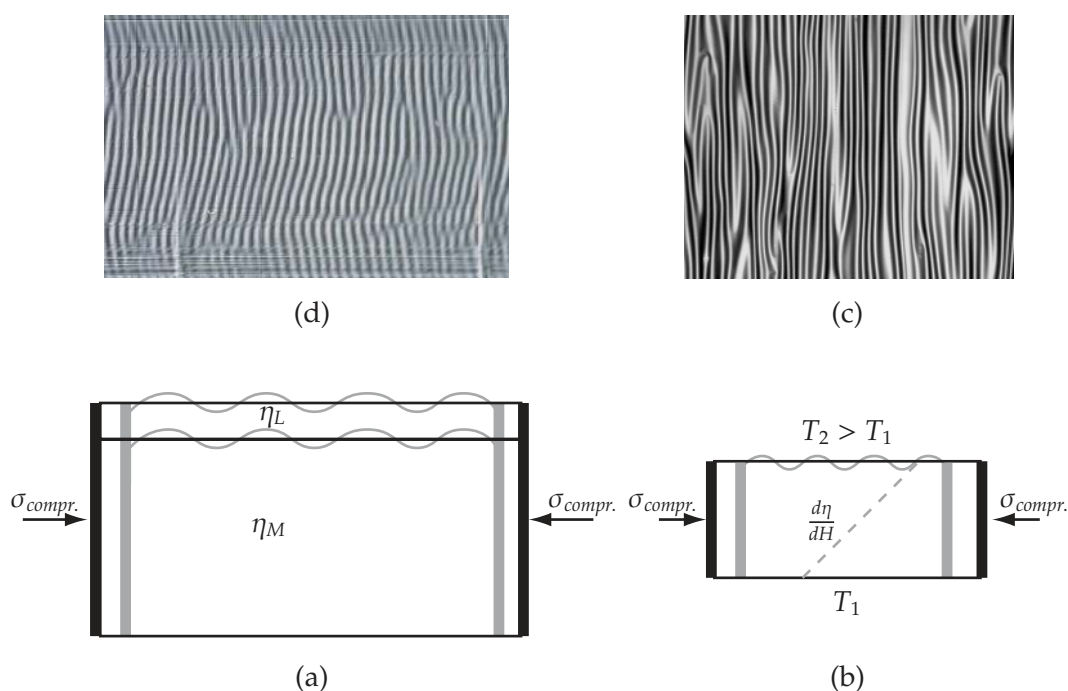 (d)
(c)
η_L
η_M
σ_compr.
σ_compr.
(a)
T_2 > T_1
dη/dH
σ_compr.
σ_compr.
T_1
(b)